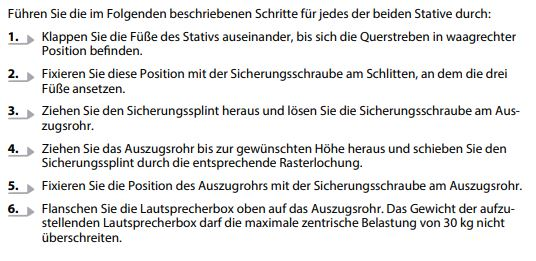 Führen Sie die im Folgenden beschriebenen Schritte für jedes der beiden Stative durch:
1. Klappen Sie die Füße des Stativs auseinander, bis sich die Querstreben in waagrechter
Position befinden.
2. Fixieren Sie diese Position mit der Sicherungsschraube am Schlitten, an dem die drei
Füße ansetzen.
3. Ziehen Sie den Sicherungssplint heraus und lösen Sie die Sicherungsschraube am Aus-
zugsrohr.
4. Ziehen Sie das Auszugsrohr bis zur gewünschten Höhe heraus und schieben Sie den
Sicherungssplint durch die entsprechende Rasterlochung.
5. Fixieren Sie die Position des Auszugrohrs mit der Sicherungsschraube am Auszugsrohr.
6. Flanschen Sie die Lautsprecherbox oben auf das Auszugsrohr. Das Gewicht der aufzu-
stellenden Lautsprecherbox darf die maximale zentrische Belastung von 30 kg nicht
überschreiten.